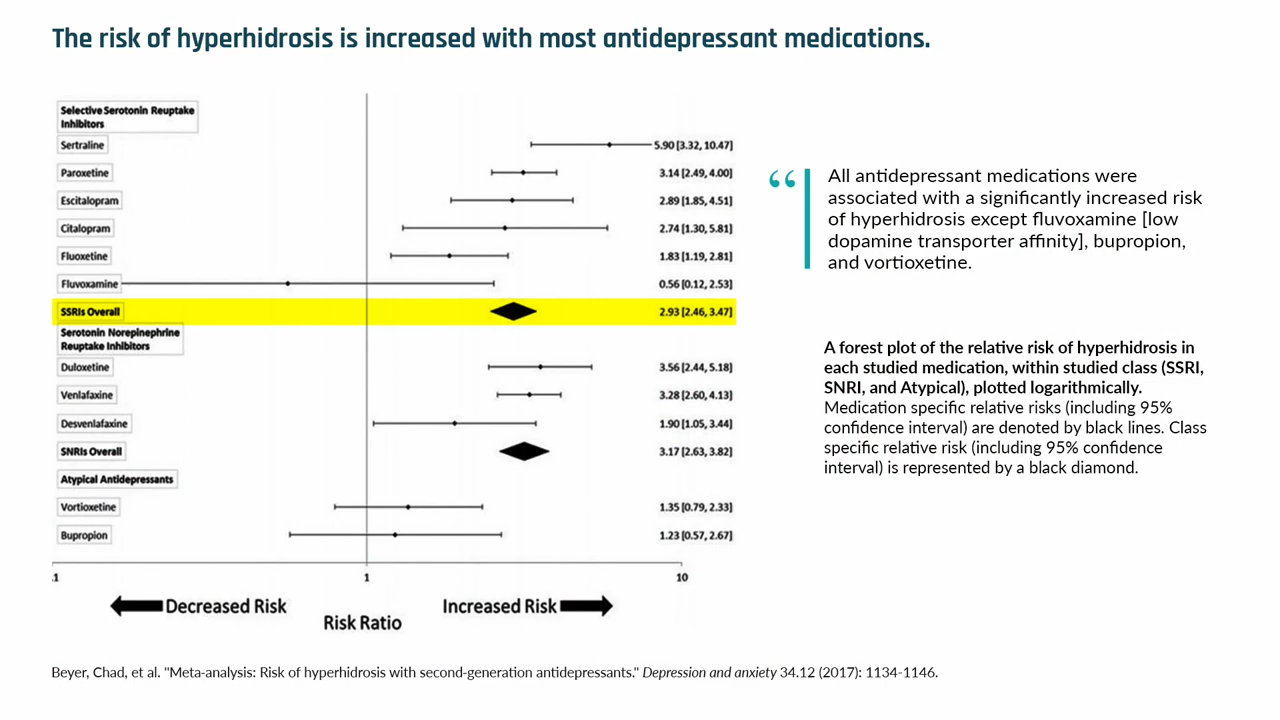 The risk of hyperhidrosis is increased with most antidepressant medications.
Selective Serotonin Reuptake
Inhibitors
Sertraline 5.90 [3.32, 10.47]
Paroxetine 3.14 [2.49, 4.00]
Escitalopram 2.89 [1.85, 4.51]
Citalopram 2.74 [1.30, 5.81]
Fluoxetine 1.83 [1.19, 2.81]
Fluvoxamine 0.56 [0.12, 2.53]
SSRIs Overall 2.93 [2.46, 3.47]
Serotonin Norepinephrine
Reuptake Inhibitors
Duloxetine 3.56 [2.44, 5.18]
Venlafaxine 3.28 [2.60, 4.13]
Desvenlafaxine 1.90 [1.05, 3.44]
SNRIs Overall 3.17 [2.63, 3.82]
Atypical Antidepressants
Vortioxetine 1.35 [0.79, 2.33]
Bupropion 1.23 [0.57, 2.67]
.1 1 10
Decreased Risk Increased Risk
Risk Ratio
“ All antidepressant medications were
associated with a significantly increased risk
of hyperhidrosis except fluvoxamine [low
dopamine transporter affinity], bupropion,
and vortioxetine.
A forest plot of the relative risk of hyperhidrosis in
each studied medication, within studied class (SSRI,
SNRI, and Atypical), plotted logarithmically.
Medication specific relative risks (including 95%
confidence interval) are denoted by black lines. Class
specific relative risk (including 95% confidence
interval) is represented by a black diamond.
Beyer, Chad, et al. "Meta-analysis: Risk of hyperhidrosis with second-generation antidepressants." Depression and anxiety 34.12 (2017): 1134-1146.